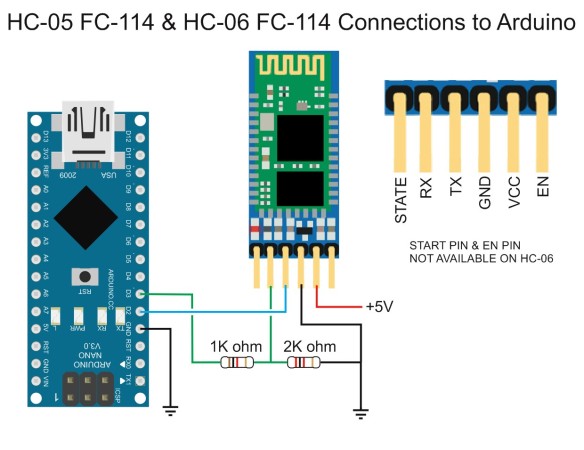 HC-05 FC-114 & HC-06 FC-114 Connections to Arduino
D13
3V3
REF
A0
A1
A2
A3
A4
A5
A6
A7
5V
RST
GND
VIN
D12
D11
D10
D9
D8
D7
D6
D5
D4
D3
D2
GND
RST
RX0
TX1
USA
2009
RST
ARDUINO.CC
L
PWR
RX
TX
ARDUINO
NANO
V3.0
ICSP
1
STATE
RX
TX
GND
VCC
EN
START PIN & EN PIN
NOT AVAILABLE ON HC-06
+5V
1K ohm
2K ohm